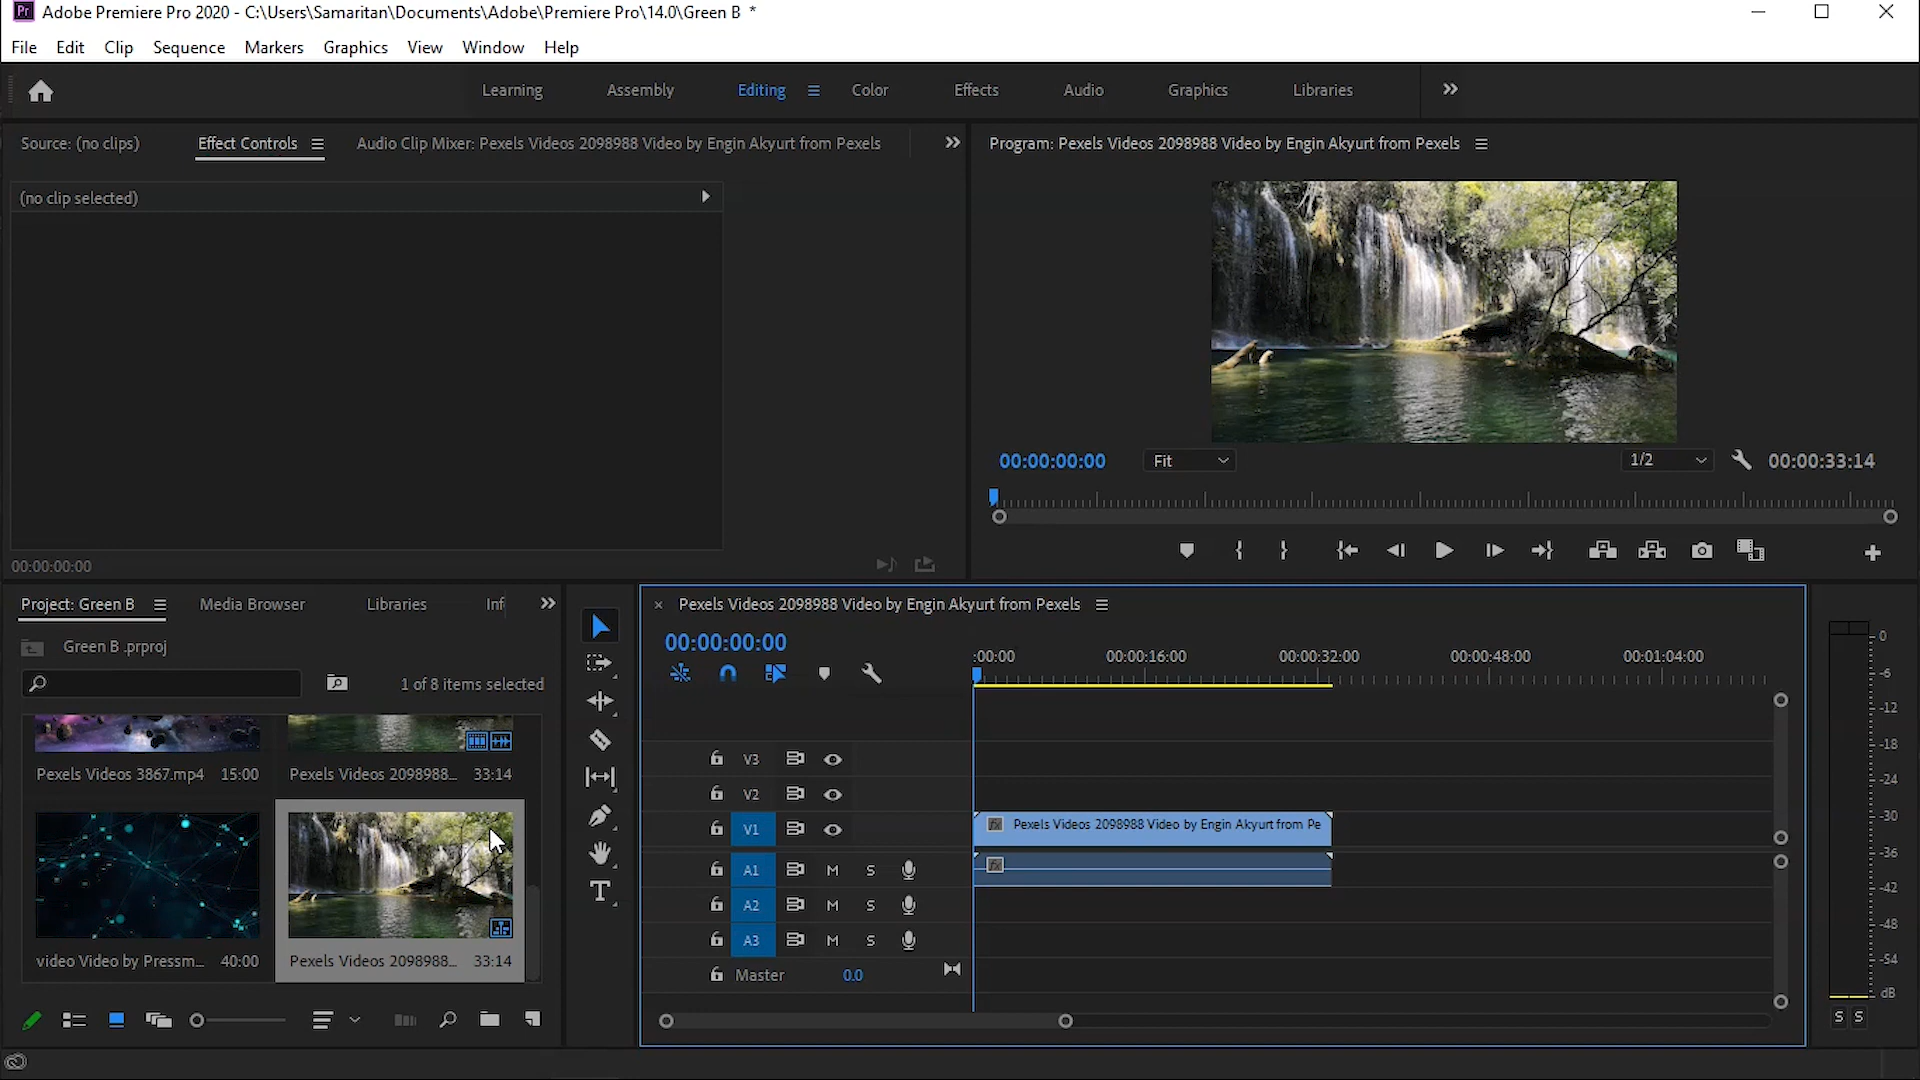 Pr Adobe Premiere Pro 2020 - C:\Users\Samaritan\Documents\Adobe\Premiere Pro\14.0\Green B *
File Edit Clip Sequence Markers Graphics View Window Help
Learning Assembly Editing Color Effects Audio Graphics Libraries
Source: (no clips) Effect Controls Audio Clip Mixer: Pexels Videos 2098988 Video by Engin Akyurt from Pexels
Program: Pexels Videos 2098988 Video by Engin Akyurt from Pexels
(no clip selected)
00:00:00:00 Fit 1/2 00:00:33:14
00:00:00:00
Project: Green B Media Browser Libraries Inf
Green B .prproj
1 of 8 items selected
Pexels Videos 3867.mp4 15:00
Pexels Videos 2098988... 33:14
video Video by Pressm... 40:00
Pexels Videos 2098988... 33:14
× Pexels Videos 2098988 Video by Engin Akyurt from Pexels
00:00:00:00
:00:00 00:00:16:00 00:00:32:00 00:00:48:00 00:01:04:00
V3
V2
V1 fx Pexels Videos 2098988 Video by Engin Akyurt from Pe
A1 M S fx
A2 M S
A3 M S
Master 0.0
0
-6
-12
-18
-24
-30
-36
-42
-48
-54
dB
S S